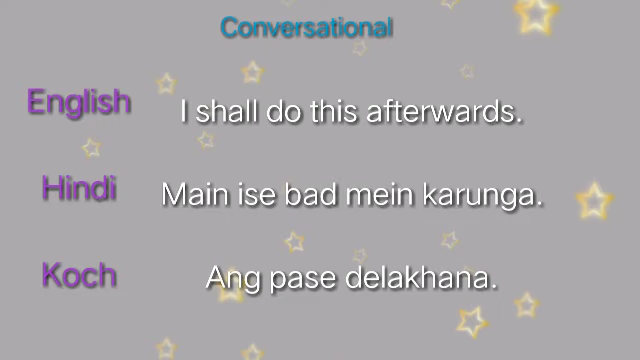 Conversational
English I shall do this afterwards.
Hindi Main ise bad mein karunga.
Koch Ang pase delakhana.